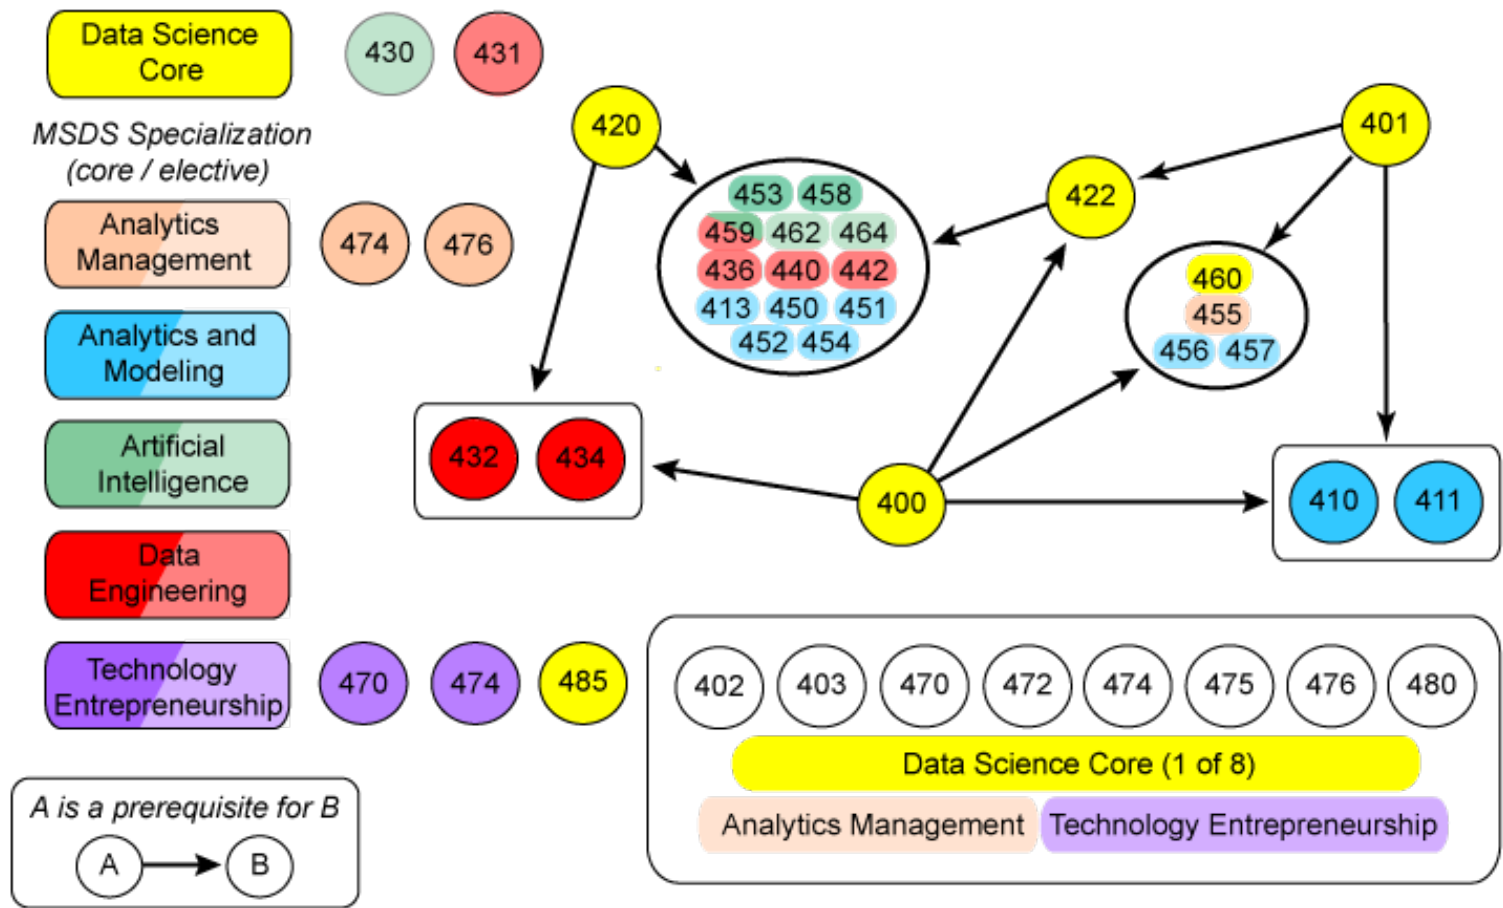 Data Science
Core
430
431
MSDS Specialization
(core / elective)
420
401
422
453 458
459 462 464
436 440 442
413 450 451
452 454
460
455
456 457
Analytics
Management
474
476
Analytics and
Modeling
Artificial
Intelligence
432
434
400
410
411
Data
Engineering
Technology
Entrepreneurship
470
474
485
402
403
470
472
474
475
476
480
Data Science Core (1 of 8)
Analytics Management
Technology Entrepreneurship
A is a prerequisite for B
A
B